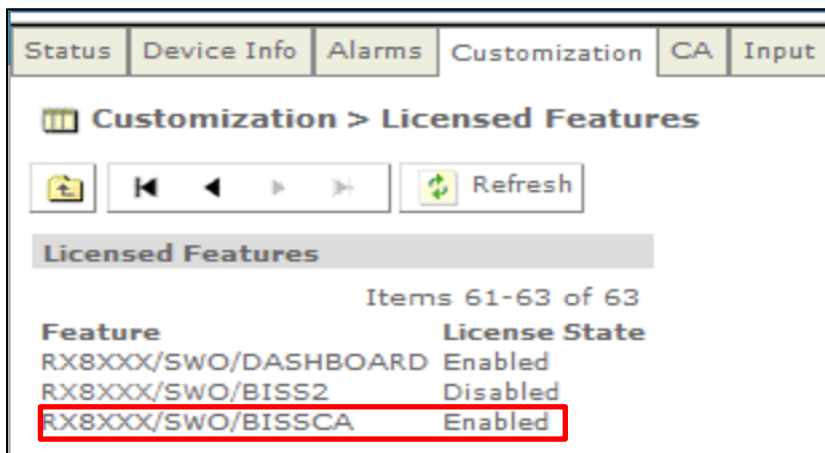 Status Device Info Alarms Customization CA Input
Customization > Licensed Features
Refresh
Licensed Features
Items 61-63 of 63
Feature License State
RX8XXX/SWO/DASHBOARD Enabled
RX8XXX/SWO/BISS2 Disabled
RX8XXX/SWO/BISSCA Enabled